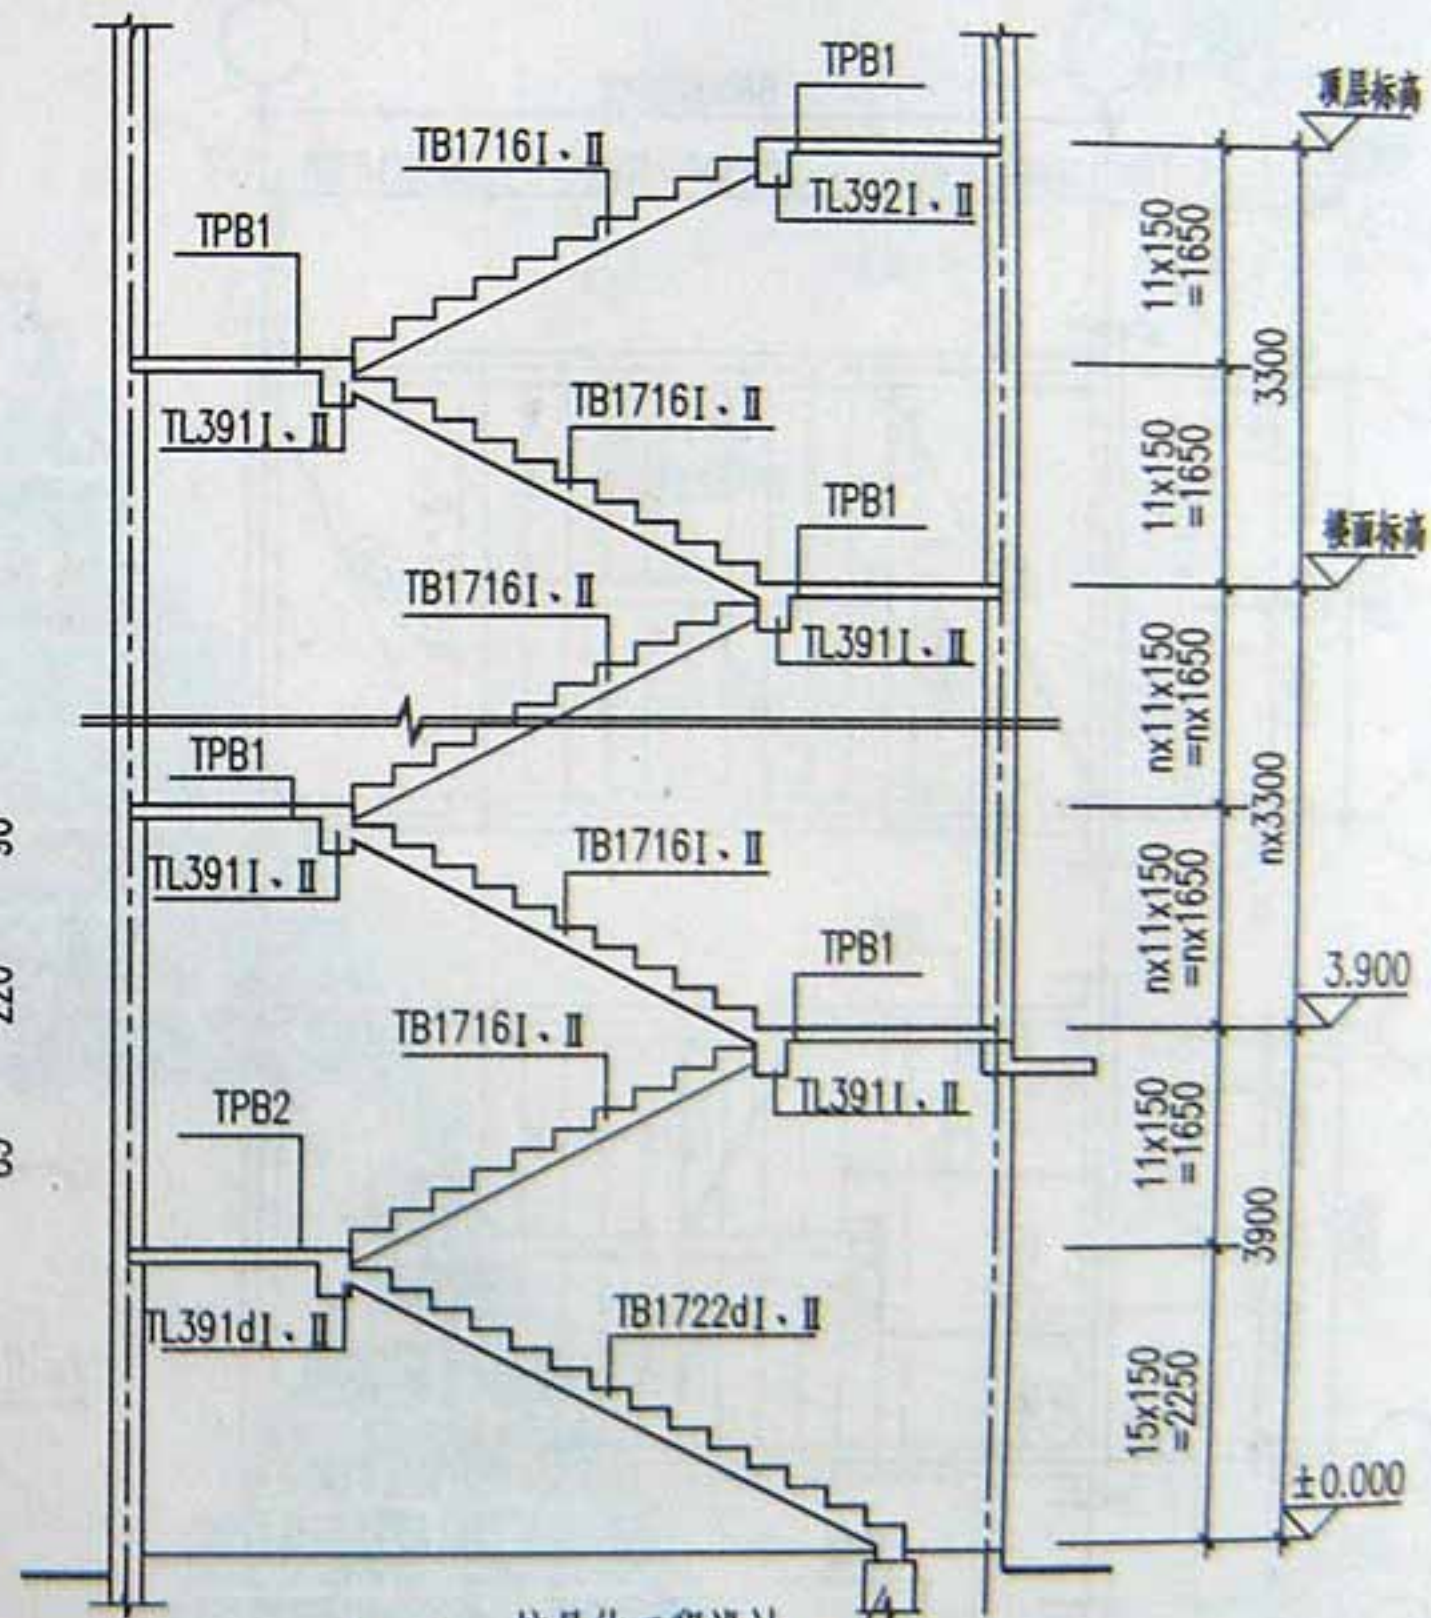 TPB1
顶层标高
TB1716Ⅰ、Ⅱ
TL392Ⅰ、Ⅱ
TPB1
11x150
=1650
3300
TL391Ⅰ、Ⅱ
TB1716Ⅰ、Ⅱ
11x150
=1650
TPB1
楼面标高
TB1716Ⅰ、Ⅱ
TL391Ⅰ、Ⅱ
nx11x150
=nx1650
TPB1
nx3300
TL391Ⅰ、Ⅱ
TB1716Ⅰ、Ⅱ
nx11x150
=nx1650
TPB1
3.900
TB1716Ⅰ、Ⅱ
TL391Ⅰ、Ⅱ
11x150
=1650
TPB2
3900
TL391dⅠ、Ⅱ
TB1722dⅠ、Ⅱ
15x150
=2250
±0.000